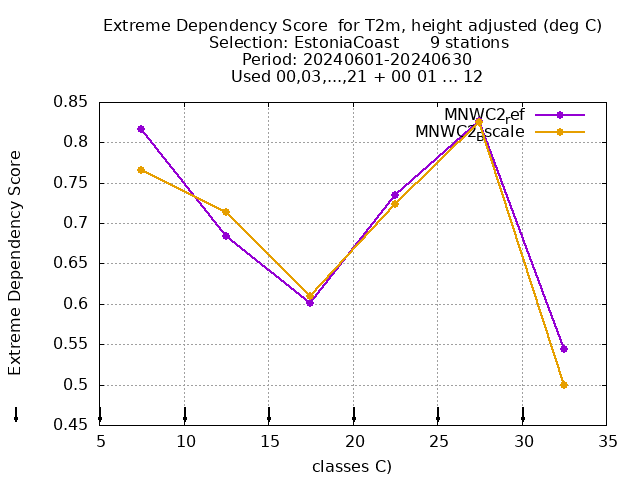 Extreme Dependency Score  for T2m, height adjusted (deg C)
Selection: EstoniaCoast      9 stations
Period: 20240601-20240630
Used 00,03,...,21 + 00 01 ... 12
MNWC2ref
MNWC2Bscale
Extreme Dependency Score
0.85
0.8
0.75
0.7
0.65
0.6
0.55
0.5
0.45
5
10
15
20
25
30
35
classes C)